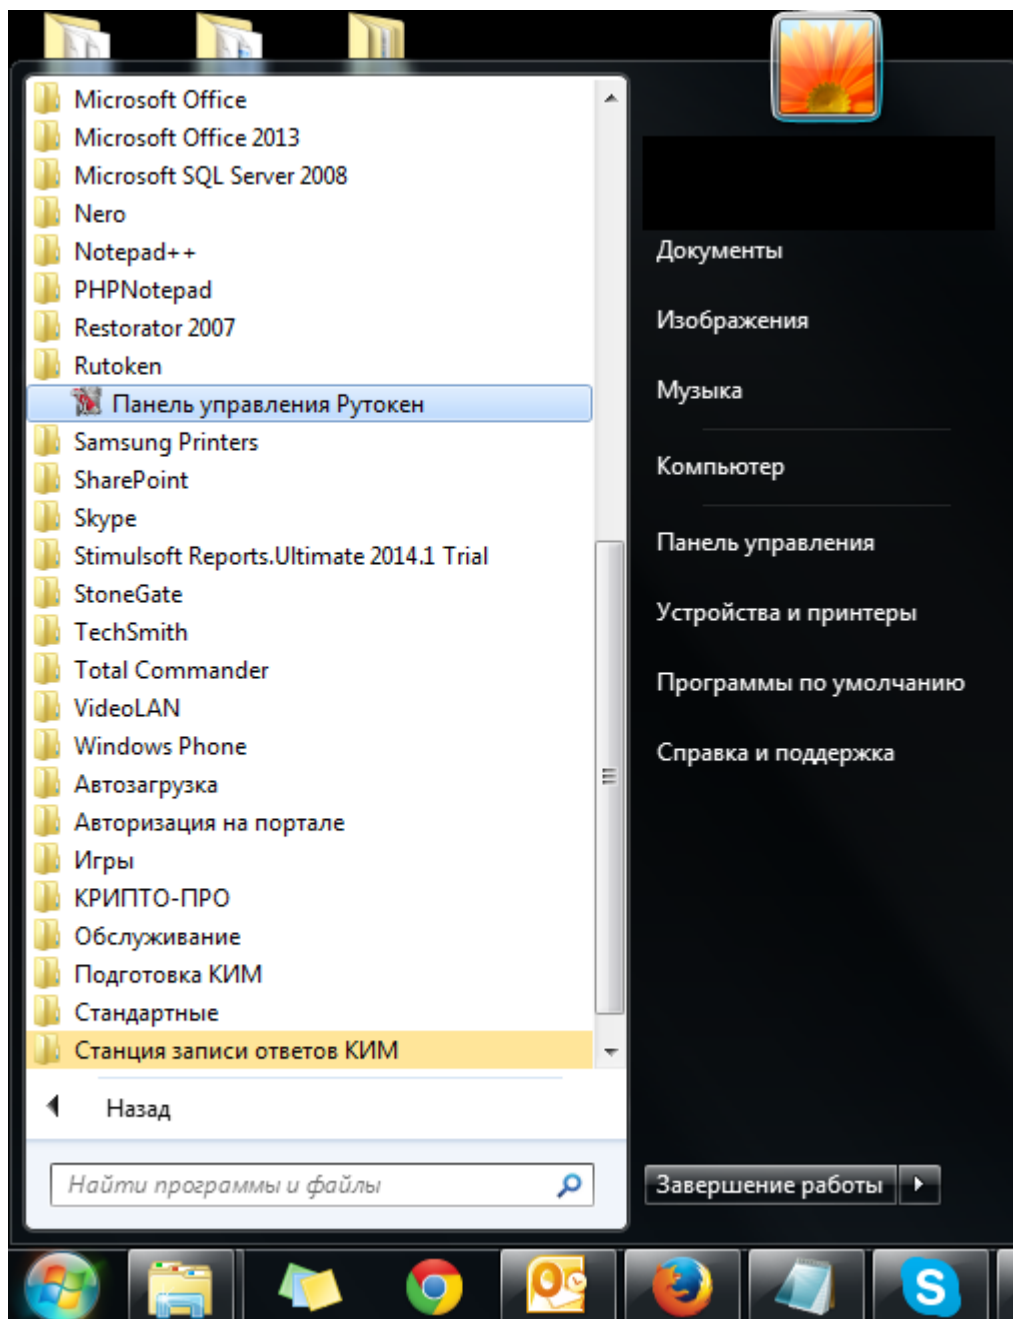 Microsoft Office
Microsoft Office 2013
Microsoft SQL Server 2008
Nero
Notepad++
PHPNotepad
Restorator 2007
Rutoken
Панель управления Рутокен
Samsung Printers
SharePoint
Skype
Stimulsoft Reports.Ultimate 2014.1 Trial
StoneGate
TechSmith
Total Commander
VideoLAN
Windows Phone
Автозагрузка
Авторизация на портале
Игры
КРИПТО-ПРО
Обслуживание
Подготовка КИМ
Стандартные
Станция записи ответов КИМ
Назад
Найти программы и файлы
Документы
Изображения
Музыка
Компьютер
Панель управления
Устройства и принтеры
Программы по умолчанию
Справка и поддержка
Завершение работы